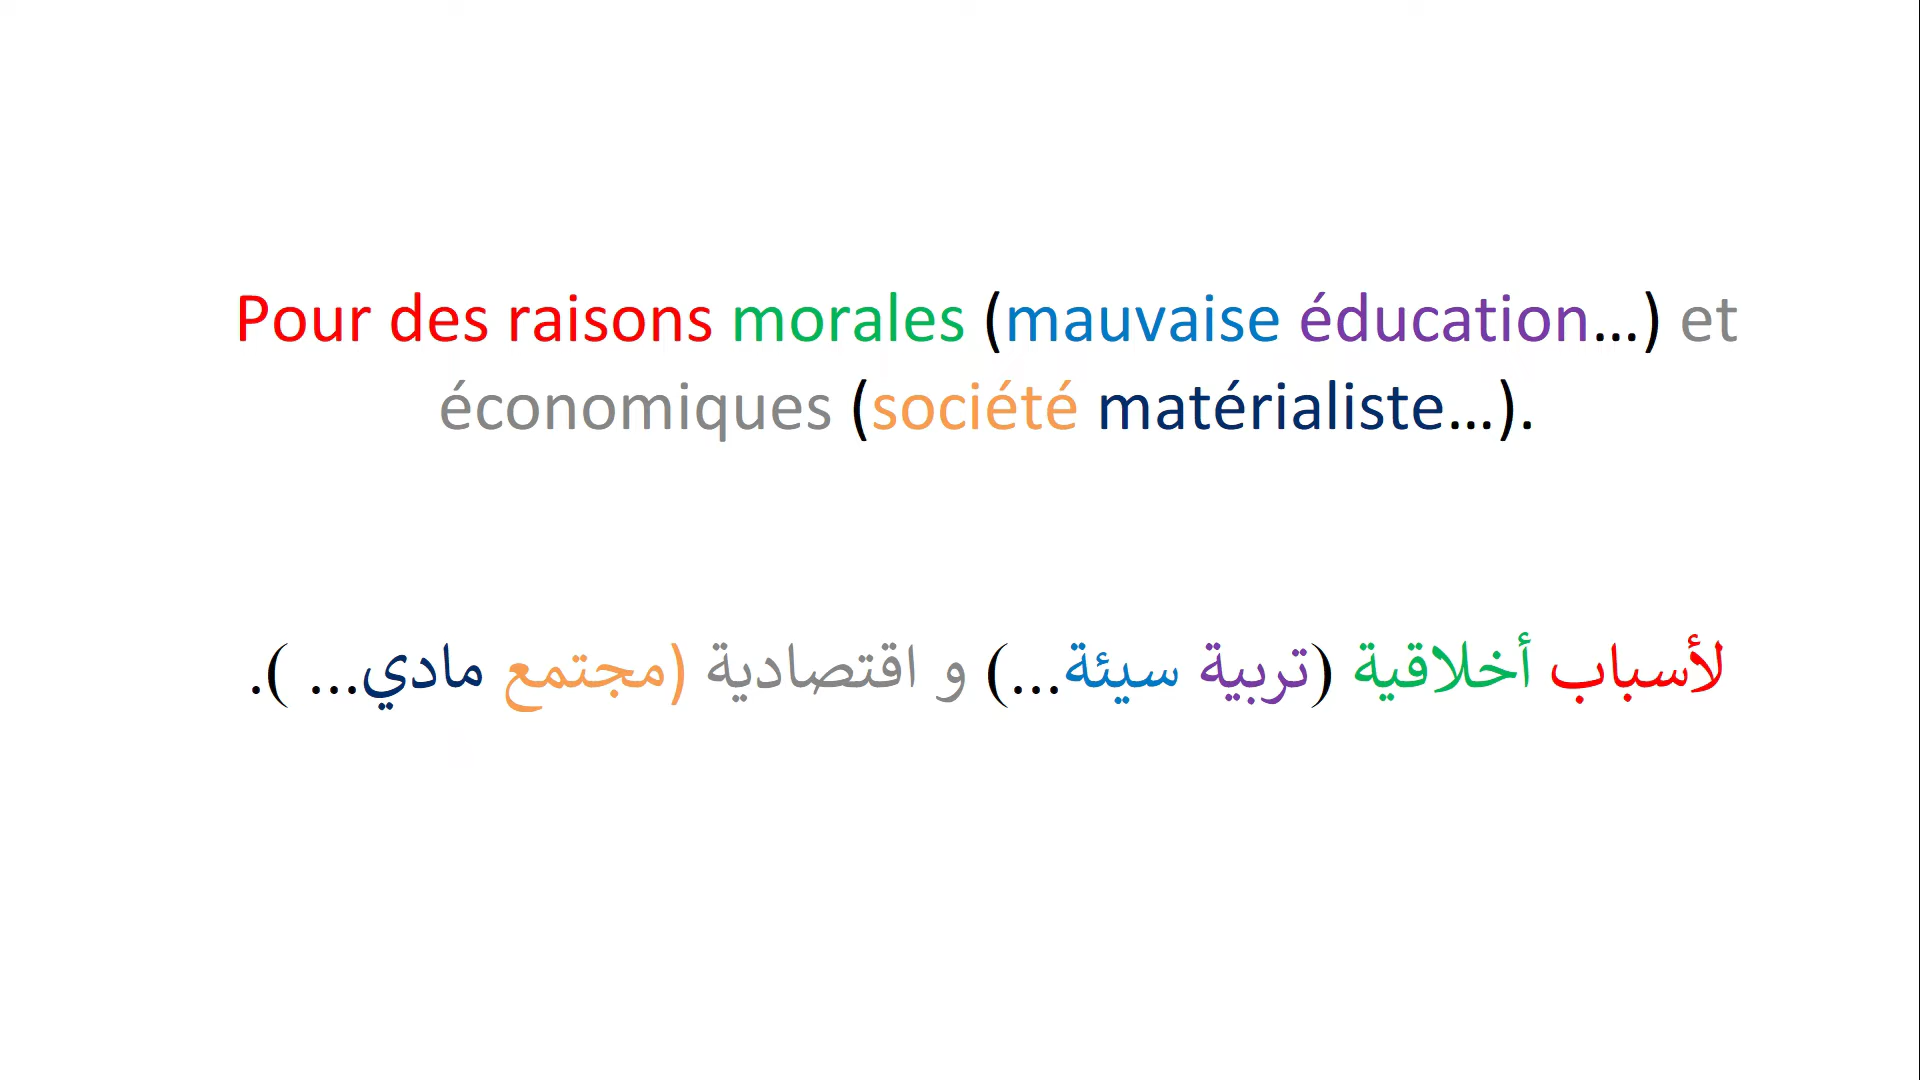 Pour des raisons morales (mauvaise éducation...) et
économiques (société matérialiste...).
لأسباب أخلاقية (تربية سيئة...) و اقتصادية (مجتمع مادي... ).